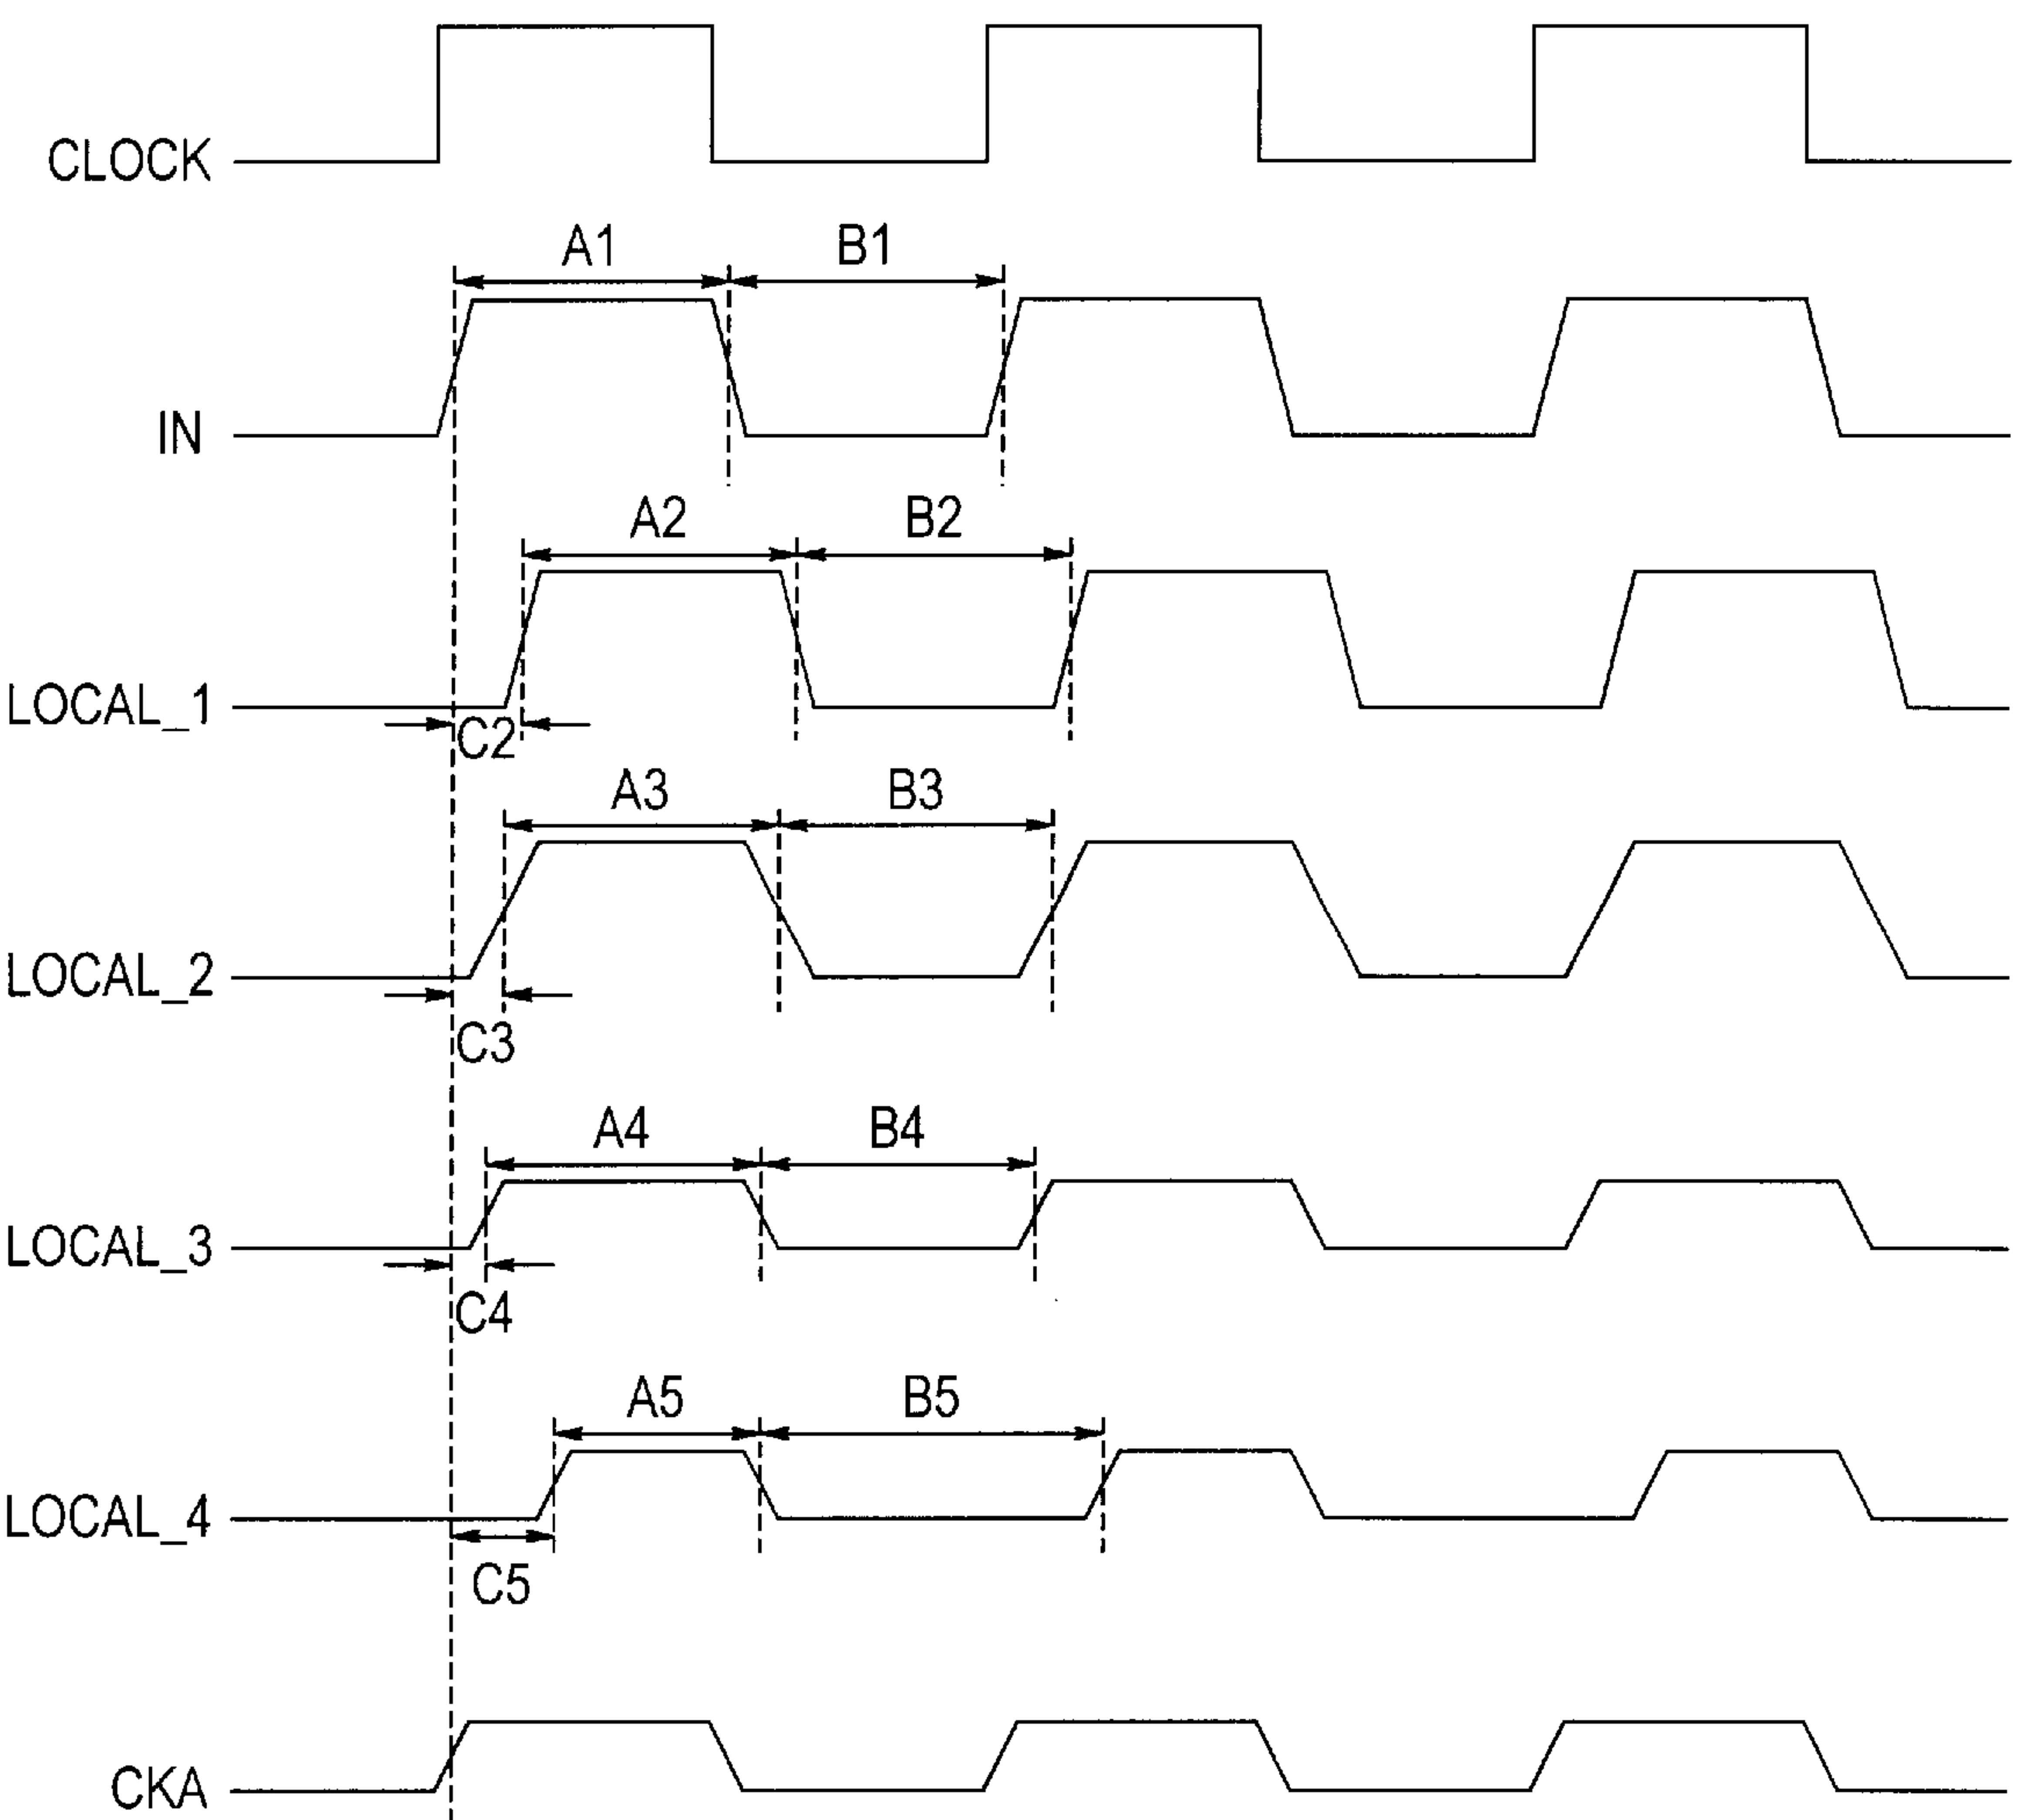 CLOCK
A1 B1
IN
A2 B2
LOCAL_1
C2
A3 B3
LOCAL_2
C3
A4 B4
LOCAL_3
C4
A5 B5
LOCAL_4
C5
CKA